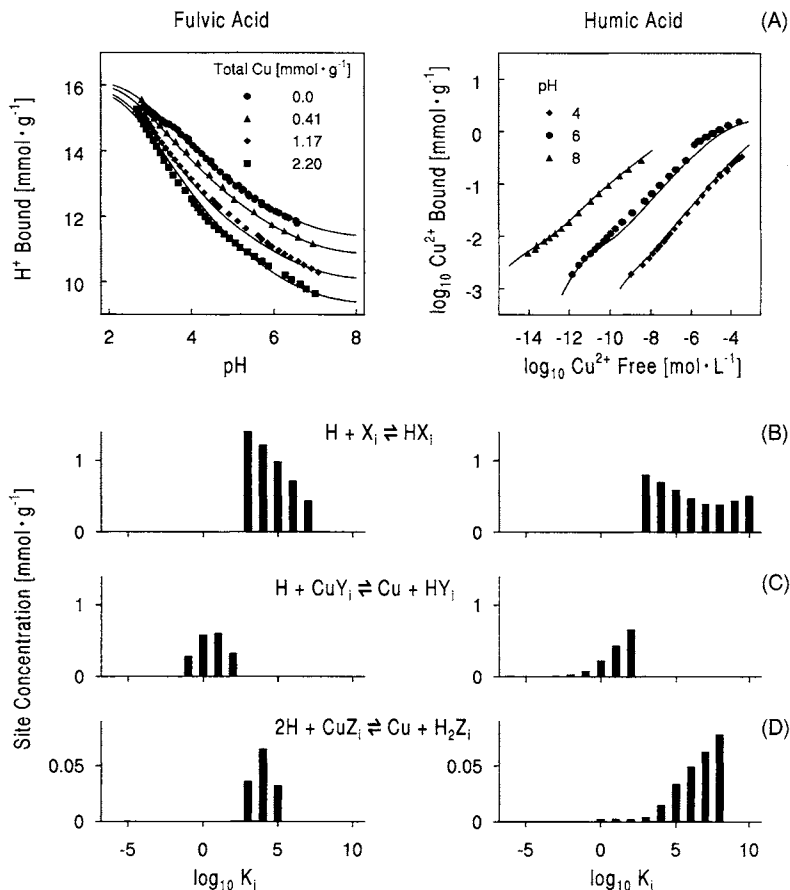 Fulvic Acid
Humic Acid
(A)
Total Cu [mmol · g⁻¹]
0.0
0.41
1.17
2.20
H⁺ Bound [mmol · g⁻¹]
16
14
12
10
2
4
6
8
pH
pH
4
6
8
log₁₀ Cu²⁺ Bound [mmol · g⁻¹]
1
0
-1
-2
-3
-14
-12
-10
-8
-6
-4
log₁₀ Cu²⁺ Free [mol · L⁻¹]
Site Concentration [mmol · g⁻¹]
H + Xᵢ ⇌ HXᵢ
(B)
1
0
1
0
H + CuYᵢ ⇌ Cu + HYᵢ
(C)
1
0
1
0
2H + CuZᵢ ⇌ Cu + H₂Zᵢ
(D)
0.05
0
0.05
0
-5
0
5
10
log₁₀ Kᵢ
-5
0
5
10
log₁₀ Kᵢ